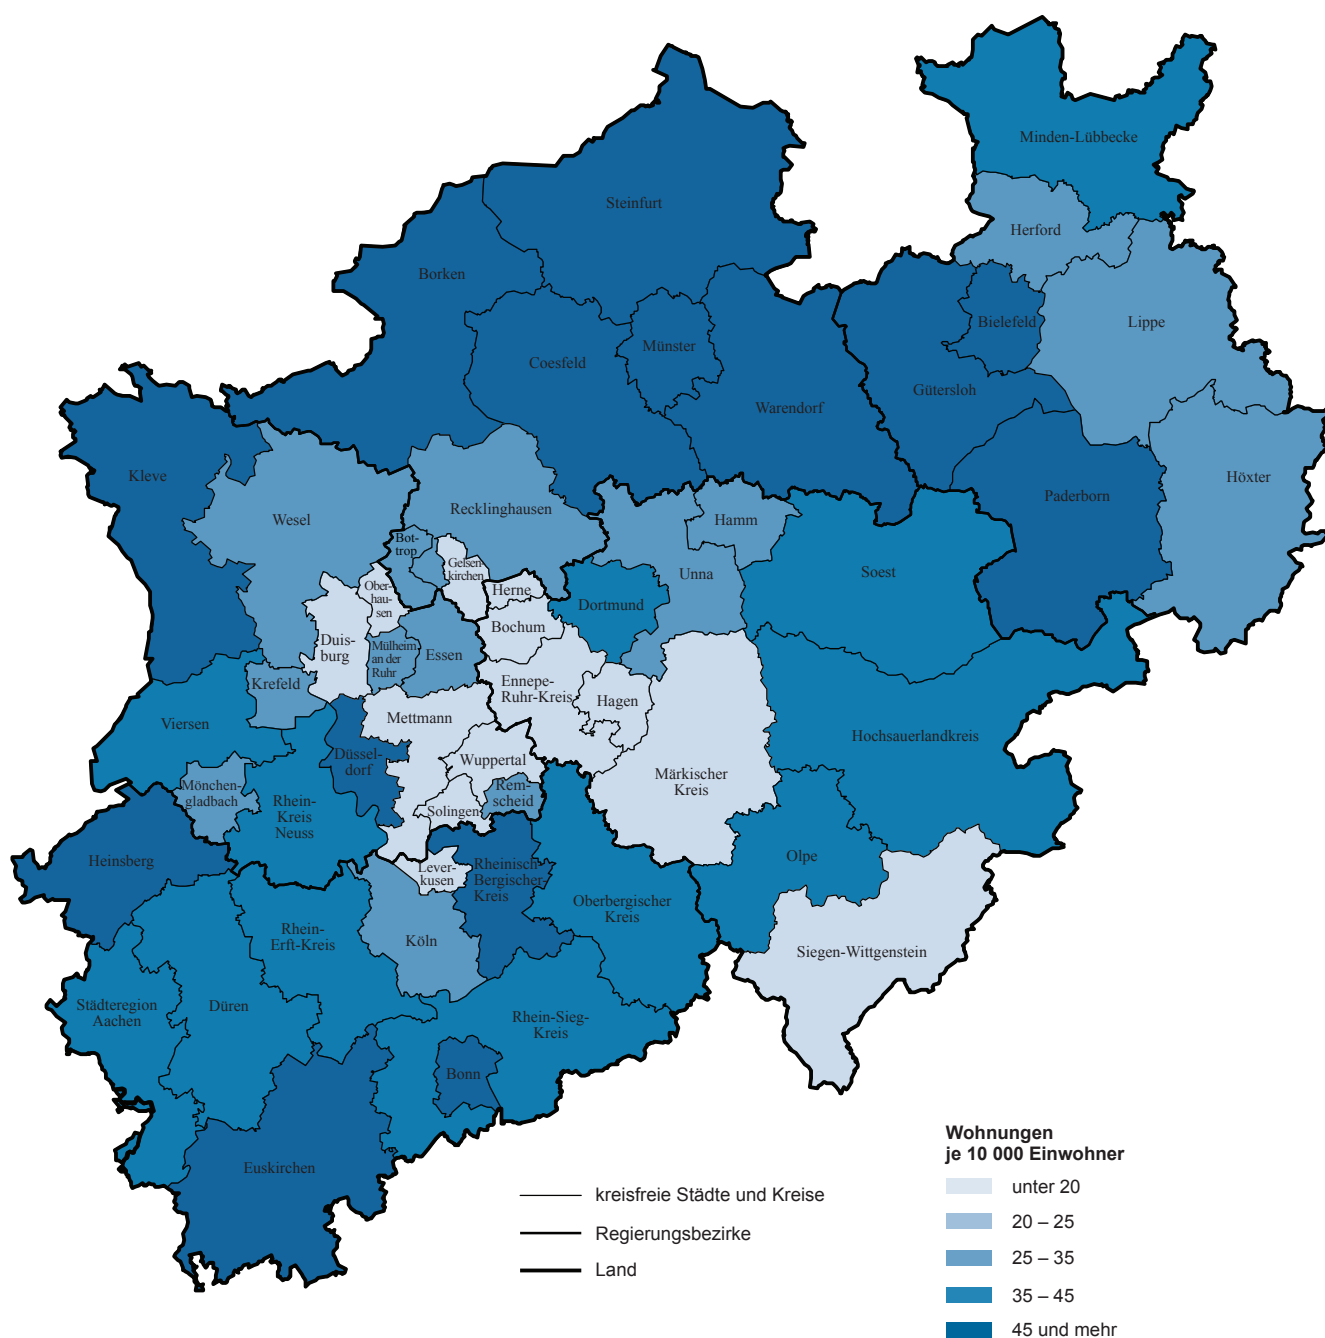 Minden-Lübbecke
Steinfurt
Herford
Borken
Bielefeld
Lippe
Münster
Coesfeld
Gütersloh
Warendorf
Kleve
Höxter
Paderborn
Recklinghausen
Wesel
Hamm
Bot-
trop
Gelsen-
kirchen
Unna
Soest
Ober-
hau-
sen
Herne
Dortmund
Bochum
Duis-
burg
Mülheim
an der
Ruhr
Essen
Krefeld
Ennepe-
Ruhr-Kreis
Hagen
Viersen
Mettmann
Hochsauerlandkreis
Düssel-
dorf
Wuppertal
Märkischer
Kreis
Mönchen-
gladbach
Rem-
scheid
Rhein-
Kreis
Neuss
Solingen
Heinsberg
Lever-
kusen
Rheinisch-
Bergischer-
Kreis
Olpe
Oberbergischer
Kreis
Rhein-
Erft-Kreis
Köln
Siegen-Wittgenstein
Städteregion
Aachen
Düren
Rhein-Sieg-
Kreis
Bonn
Euskirchen
kreisfreie Städte und Kreise
Regierungsbezirke
Land
Wohnungen
je 10 000 Einwohner
unter 20
20 – 25
25 – 35
35 – 45
45 und mehr